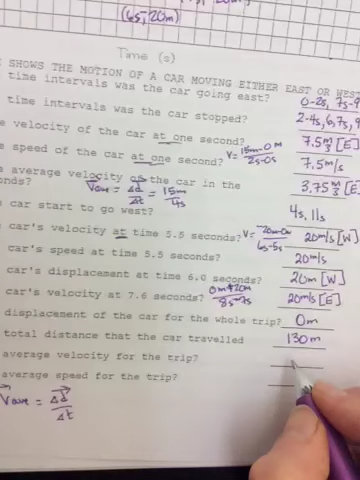 (6s, -20m)
Time (s)
SHOWS THE MOTION OF A CAR MOVING EITHER EAST OR WEST
time intervals was the car going east? 0-2s, 7s-9
time intervals was the car stopped? 2-4s, 6,7s, 9
e velocity of the car at one second? 7.5 m/s [E]
e speed of the car at one second? V= 15m-0m/2s-0s 7.5m/s
e average velocity of the car in the 3.75 m/s [E]
onds? Vave = Δd/Δt = 15m/4s
car start to go west? 4s, 11s
car's velocity at time 5.5 seconds? V= -20m-0m/6s-5s 20m/s [W]
car's speed at time 5.5 seconds? 20m/s
car's displacement at time 6.0 seconds? 20m [W]
car's velocity at 7.6 seconds? 0m+20m/8s-7s 20m/s [E]
displacement of the car for the whole trip? 0m
total distance that the car travelled 130m
average velocity for the trip?
average speed for the trip?
Vave = Δd/Δt